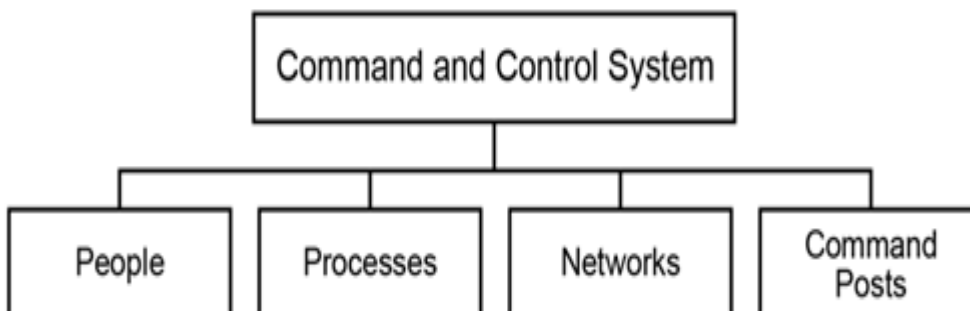 Command and Control System
People
Processes
Networks
Command
Posts